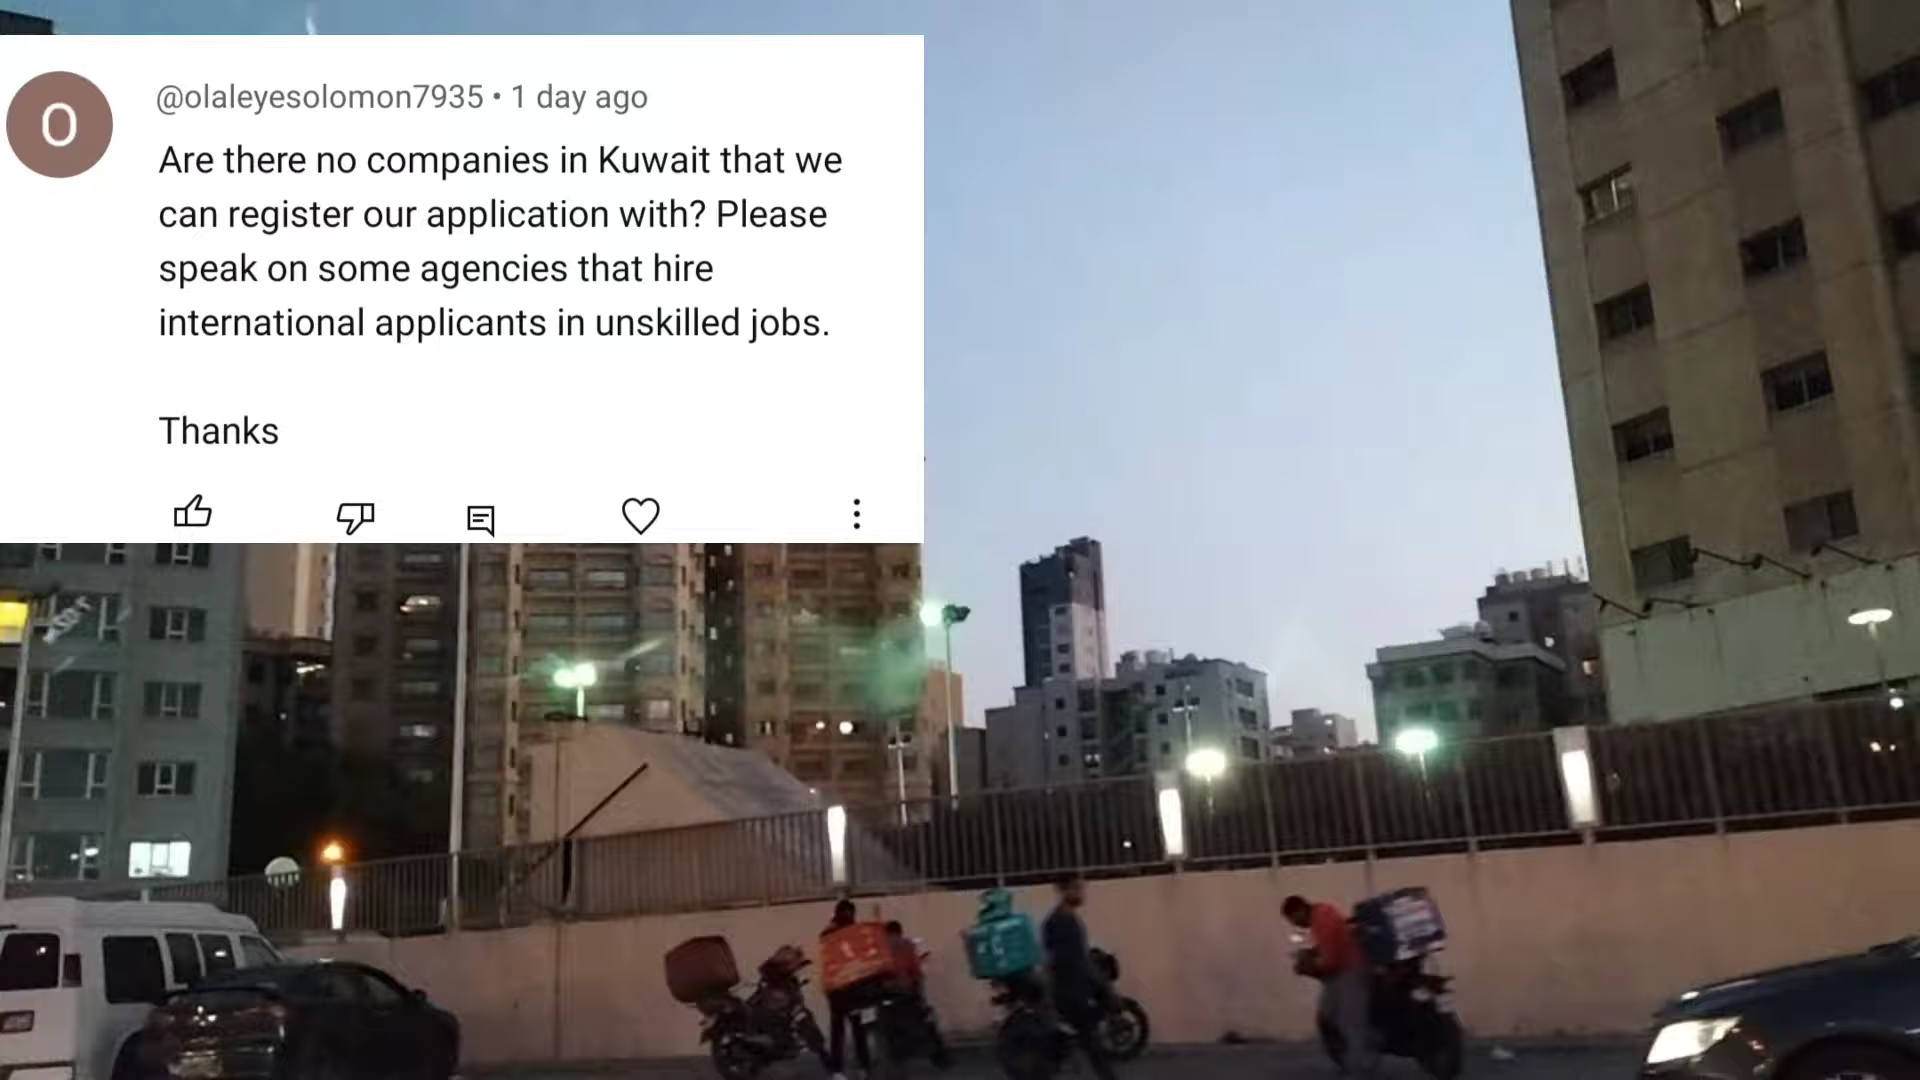 @olaleyesolomon7935 • 1 day ago
Are there no companies in Kuwait that we
can register our application with? Please
speak on some agencies that hire
international applicants in unskilled jobs.
Thanks
O